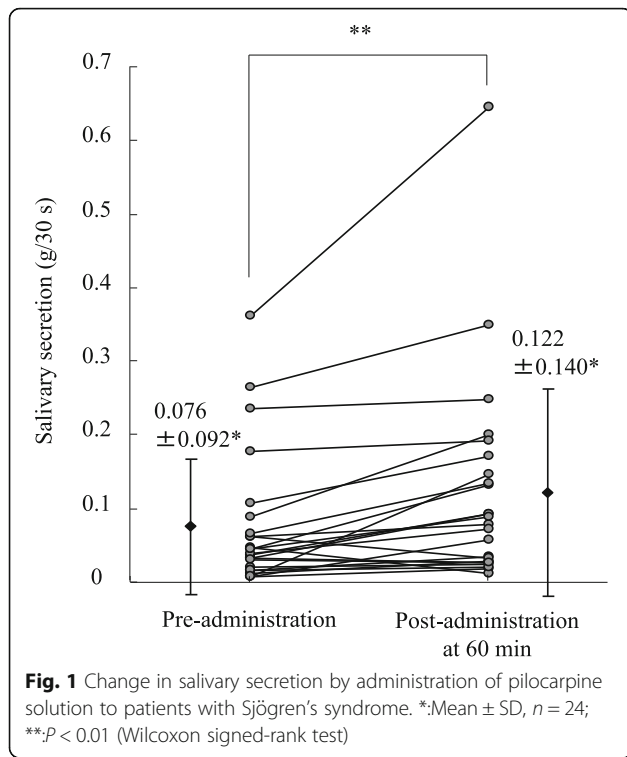 **
0.7
0.6
0.5
0.4
0.3
0.2
0.1
0
Salivary secretion (g/30 s)
0.076
±0.092*
0.122
±0.140*
Pre-administration
Post-administration
at 60 min
Fig. 1 Change in salivary secretion by administration of pilocarpine
solution to patients with Sjögren's syndrome. *:Mean ± SD, n = 24;
**:P < 0.01 (Wilcoxon signed-rank test)